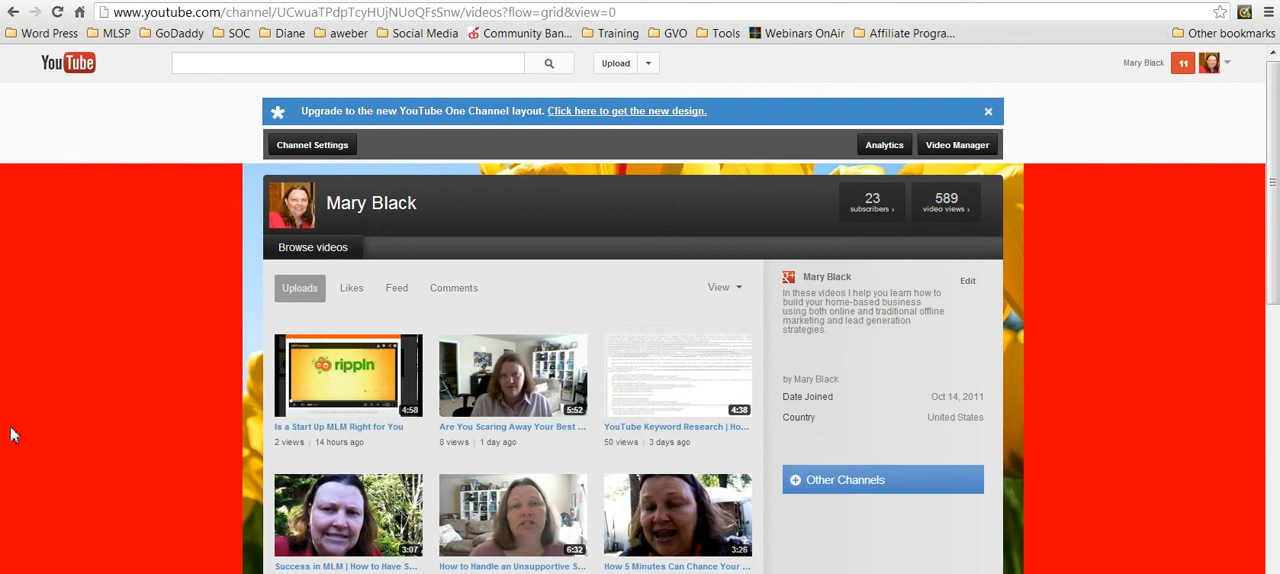 www.youtube.com/channel/UCwuaTPdpTcyHUjNUoQFsSnw/videos?flow=grid&view=0
Word Press MLSP GoDaddy SOC Diane aweber Social Media Community Ban... Training GVO Tools Webinars OnAir Affiliate Progra... Other bookmarks
YouTube Upload Mary Black 11
Upgrade to the new YouTube One Channel layout. Click here to get the new design.
Channel Settings Analytics Video Manager
Mary Black 23 589
subscribers › video views ›
Browse videos
Uploads Likes Feed Comments View
Mary Black Edit
In these videos I help you learn how to
build your home-based business
using both online and traditional offline
marketing and lead generation
strategies.
rippln
4:58 5:52 4:38
Is a Start Up MLM Right for You Are You Scaring Away Your Best ... YouTube Keyword Research | Ho...
2 views | 14 hours ago 8 views | 1 day ago 50 views | 3 days ago
by Mary Black
Date Joined Oct 14, 2011
Country United States
Other Channels
3:07 6:32 3:26
Success in MLM | How to Have S... How to Handle an Unsupportive S... How 5 Minutes Can Chance Your ...